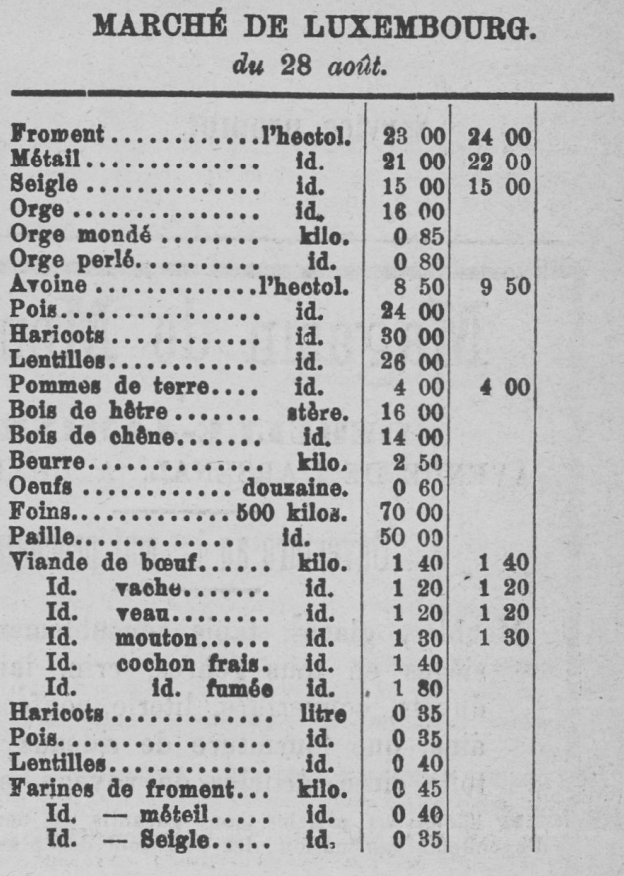 MARCHÉ DE LUXEMBOURG.
du 28 août.
Froment.............l'hectol. 23 00 24 00
Métail............... id. 21 00 22 00
Seigle ............... id. 15 00 15 00
Orge ................ id. 16 00
Orge mondé ........ kilo. 0 85
Orge perlé........... id. 0 80
Avoine ............l'hectol. 8 50 9 50
Pois................. id. 24 00
Haricots ............. id. 30 00
Lentilles............. id. 26 00
Pommes de terre.... id. 4 00 4 00
Bois de hêtre ....... stère. 16 00
Bois de chêne....... id. 14 00
Beurre............... kilo. 2 50
Oeufs ............ douzaine. 0 60
Foins.............500 kilos. 70 00
Paille............. id. 50 00
Viande de bœuf...... kilo. 1 40 1 40
Id. vache....... id. 1 20 1 20
Id. veau........ id. 1 20 1 20
Id. mouton...... id. 1 30 1 30
Id. cochon frais. id. 1 40
Id. id. fumée id. 1 80
Haricots ............. litre 0 35
Pois................. id. 0 35
Lentilles............. id. 0 40
Farines de froment... kilo. 0 45
Id. — méteil..... id. 0 40
Id. — Seigle..... id. 0 35